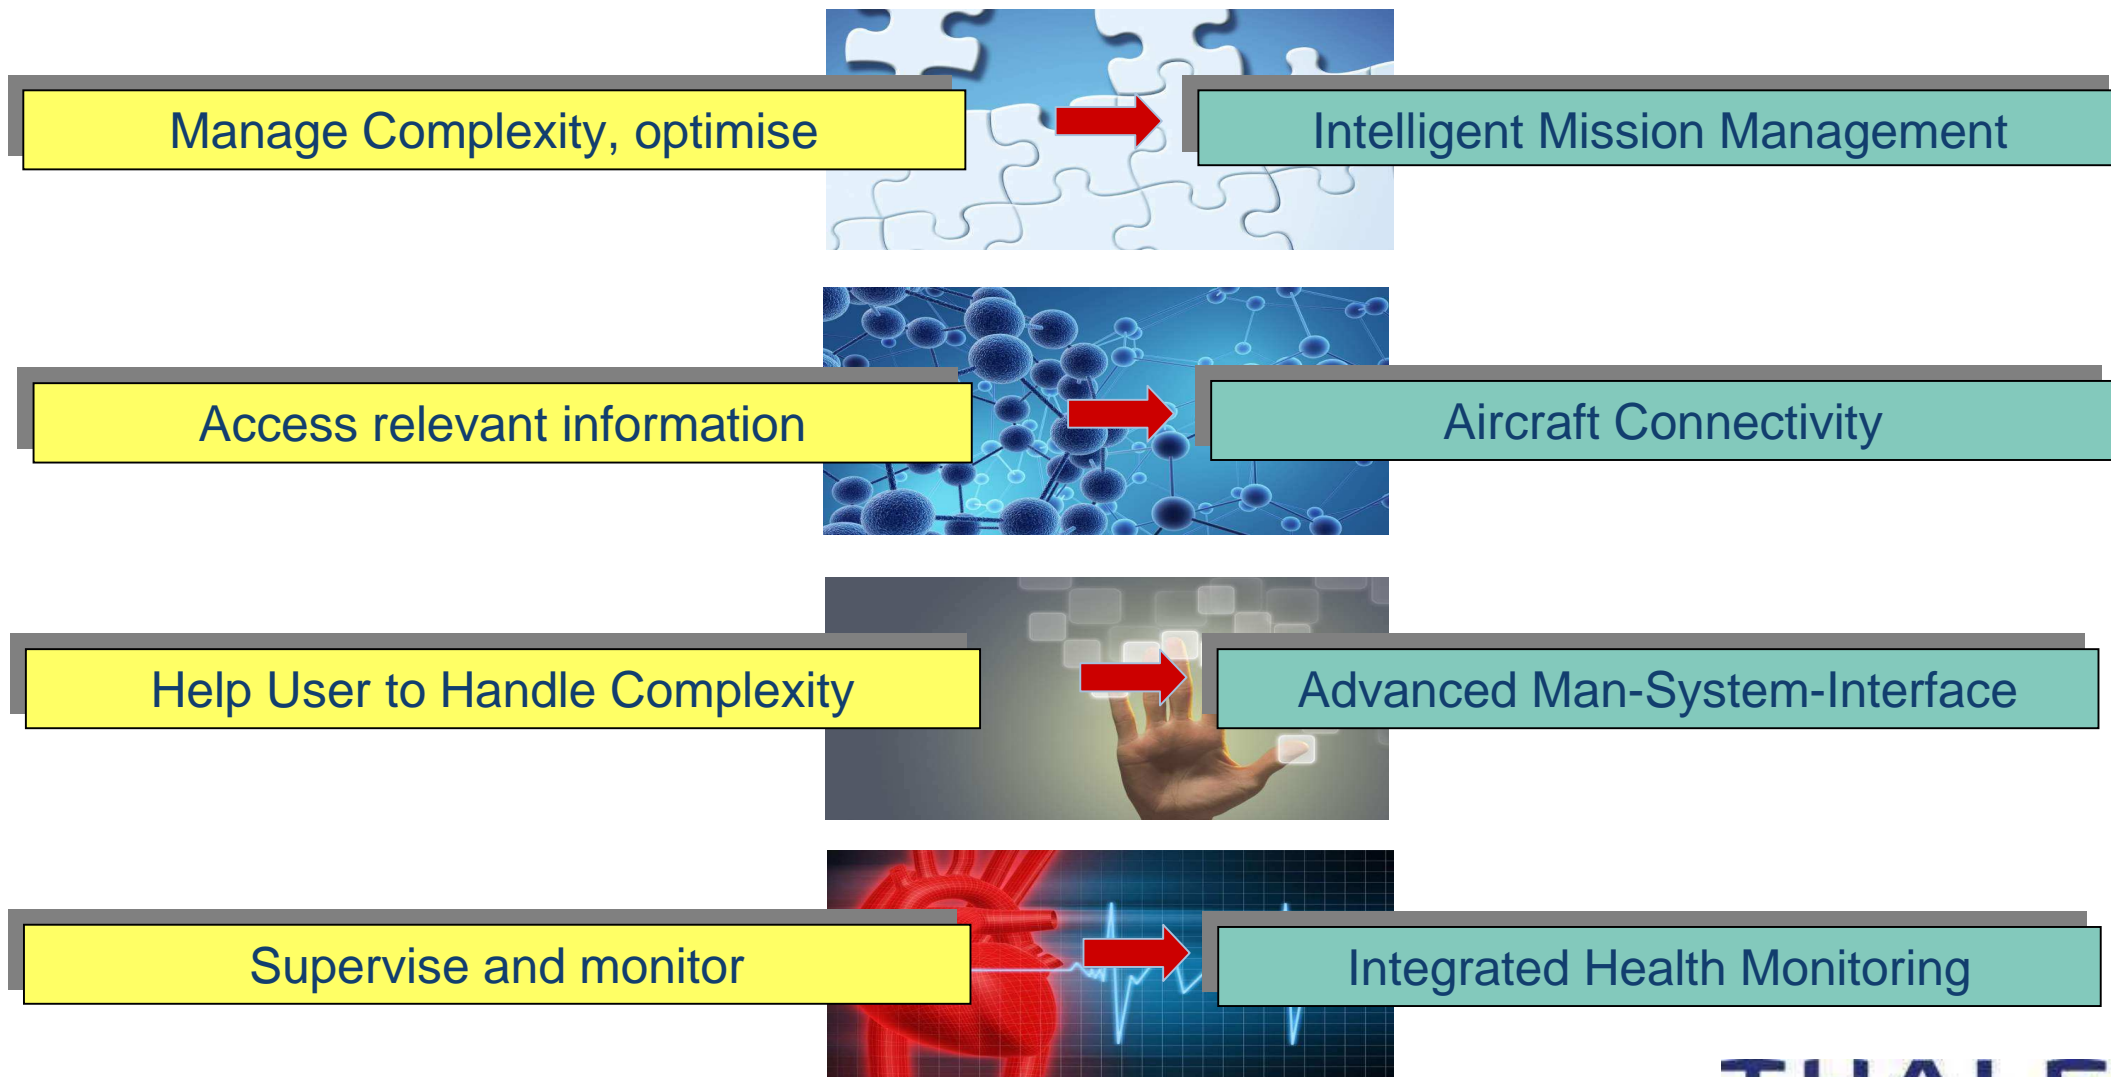 Manage Complexity, optimise
Intelligent Mission Management
Access relevant information
Aircraft Connectivity
Help User to Handle Complexity
Advanced Man-System-Interface
Supervise and monitor
Integrated Health Monitoring